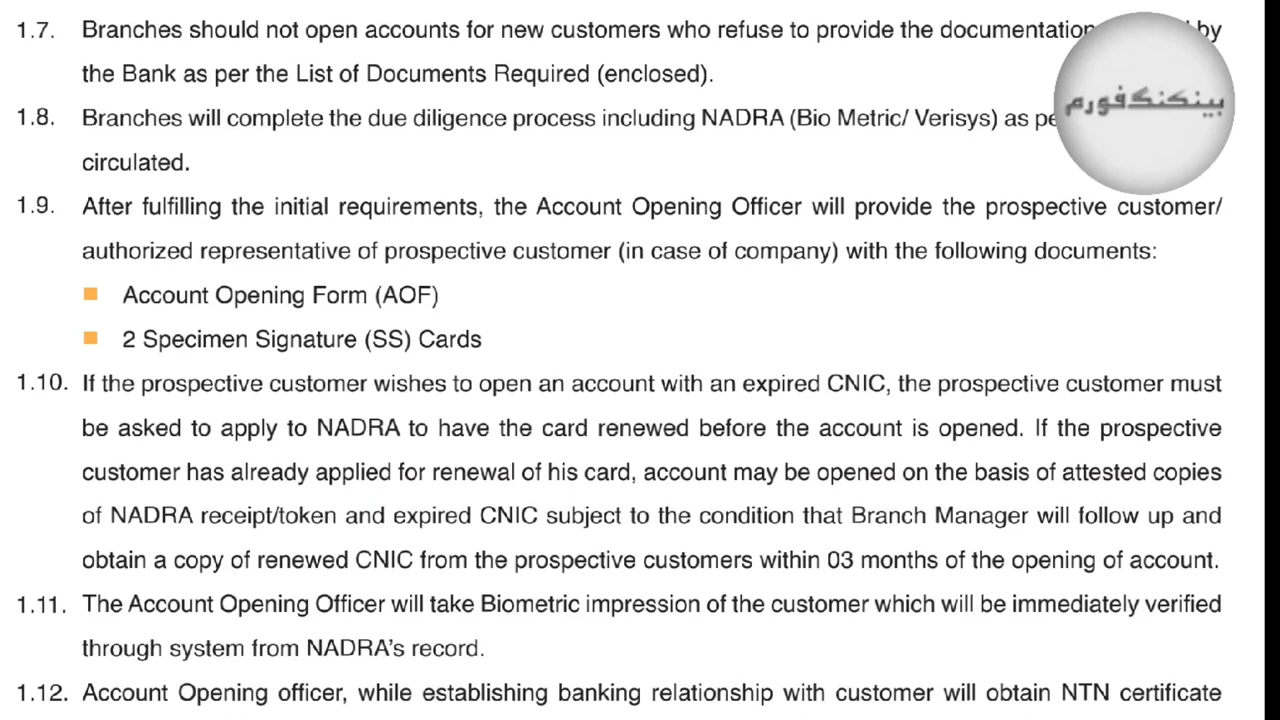 1.7. Branches should not open accounts for new customers who refuse to provide the documentation by
the Bank as per the List of Documents Required (enclosed).
1.8. Branches will complete the due diligence process including NADRA (Bio Metric/ Verisys) as
circulated.
بینکنگ فورم
1.9. After fulfilling the initial requirements, the Account Opening Officer will provide the prospective customer/
authorized representative of prospective customer (in case of company) with the following documents:
■ Account Opening Form (AOF)
■ 2 Specimen Signature (SS) Cards
1.10. If the prospective customer wishes to open an account with an expired CNIC, the prospective customer must
be asked to apply to NADRA to have the card renewed before the account is opened. If the prospective
customer has already applied for renewal of his card, account may be opened on the basis of attested copies
of NADRA receipt/token and expired CNIC subject to the condition that Branch Manager will follow up and
obtain a copy of renewed CNIC from the prospective customers within 03 months of the opening of account.
1.11. The Account Opening Officer will take Biometric impression of the customer which will be immediately verified
through system from NADRA's record.
1.12. Account Opening officer, while establishing banking relationship with customer will obtain NTN certificate